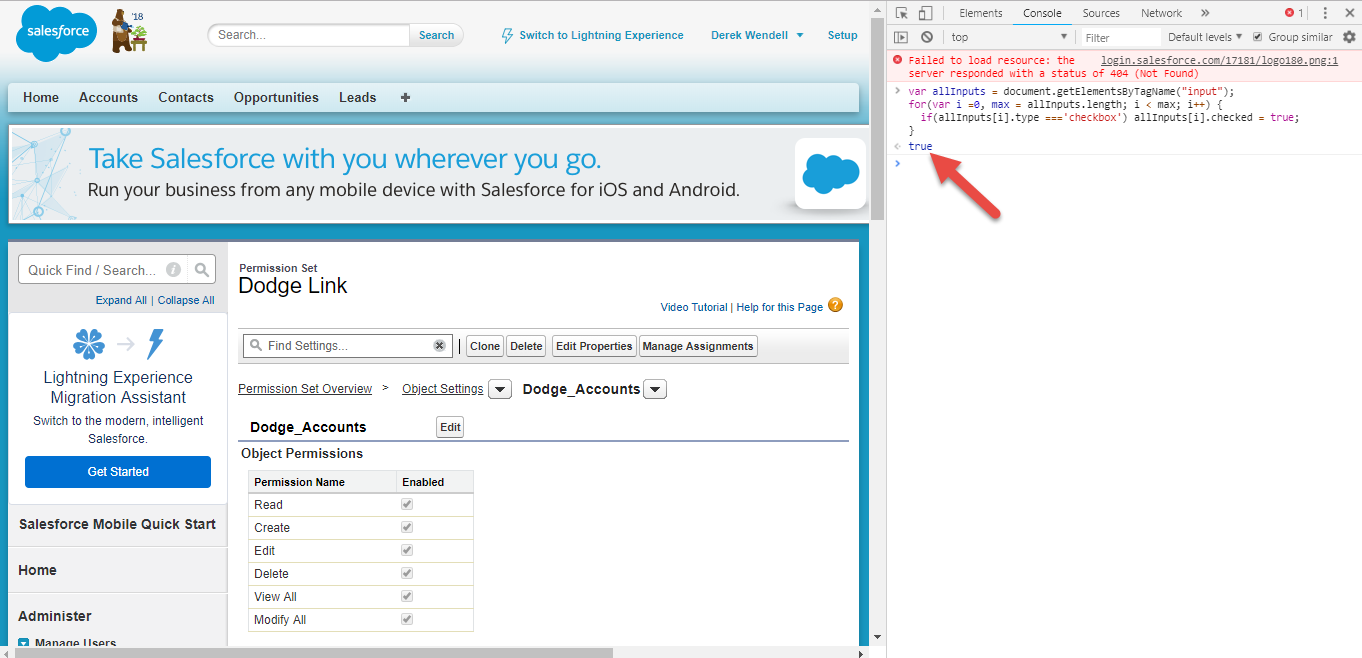 salesforce
'18
Search...
Search
Switch to Lightning Experience
Derek Wendell
Setup
Home
Accounts
Contacts
Opportunities
Leads
+
Take Salesforce with you wherever you go.
Run your business from any mobile device with Salesforce for iOS and Android.
Quick Find / Search...
i
Expand All | Collapse All
Lightning Experience
Migration Assistant
Switch to the modern, intelligent
Salesforce.
Get Started
Salesforce Mobile Quick Start
Home
Administer
Manage Users
Permission Set
Dodge Link
Video Tutorial | Help for this Page ?
Find Settings...
| Clone Delete Edit Properties Manage Assignments
Permission Set Overview > Object Settings Dodge_Accounts
Dodge_Accounts
Edit
Object Permissions
Permission Name Enabled
Read
Create
Edit
Delete
View All
Modify All
Elements Console Sources Network » 1
top Filter Default levels Group similar
Failed to load resource: the login.salesforce.com/17181/logo180.png:1
server responded with a status of 404 (Not Found)
> var allInputs = document.getElementsByTagName("input");
for(var i =0, max = allInputs.length; i < max; i++) {
if(allInputs[i].type ==='checkbox') allInputs[i].checked = true;
}
true
>